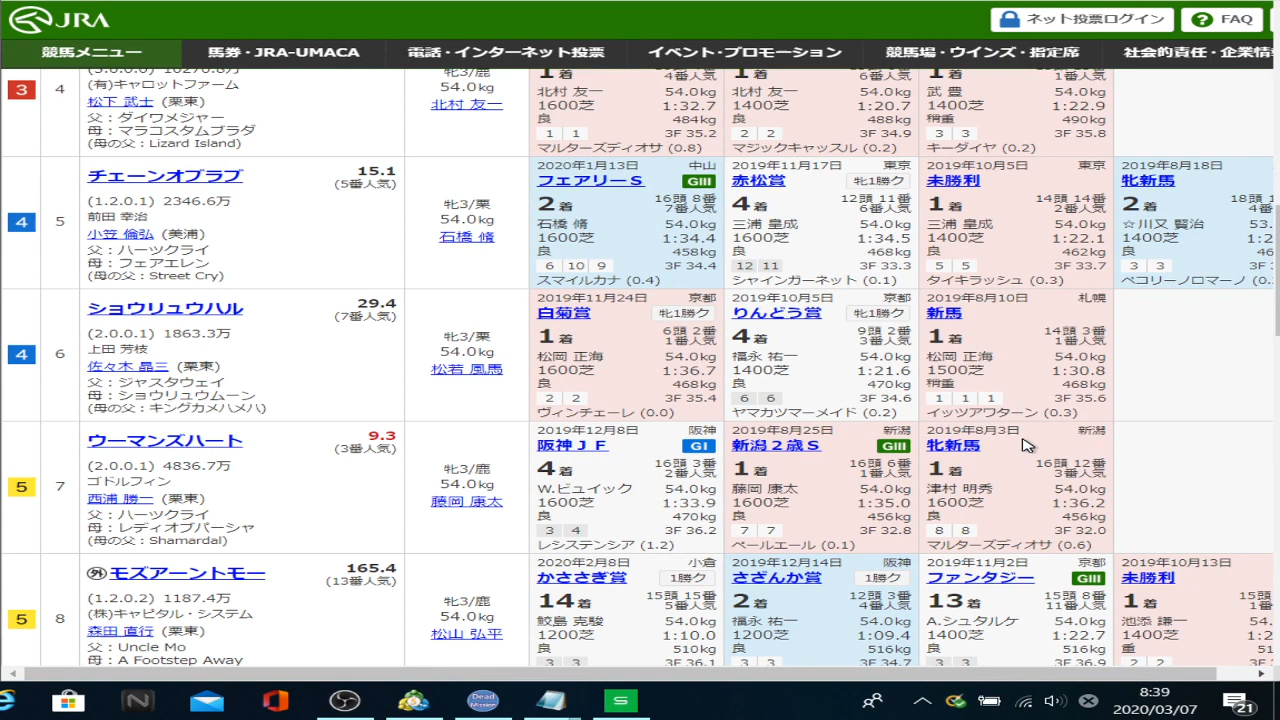 JRA
ネット投票ログイン
FAQ
競馬メニュー
馬券・JRA-UMACA
電話・インターネット投票
イベント・プロモーション
競馬場・ウインズ・指定席
社会的責任・企業情
3
4
(有)キャロットファーム
松下 武士 (栗東)
父：ダイワメジャー
母：マラコスタムブラダ
(母の父：Lizard Island)
牝3/鹿
54.0kg
北村 友一
1着
4番人気
北村 友一 54.0kg
1600芝 1:32.7
良 484kg
1 1 3F 35.2
マルターズディオサ (0.8)
1着
6番人気
北村 友一 54.0kg
1400芝 1:20.7
良 488kg
2 2 3F 34.9
マジックキャッスル (0.2)
1着
1番人気
武 豊 54.0kg
1400芝 1:22.9
稍重 490kg
3 3 3F 35.8
キーダイヤ (0.2)
4
5
チェーンオブラブ 15.1
(5番人気)
(1.2.0.1) 2346.6万
前田 幸治
小笠 倫弘 (美浦)
父：ハーツクライ
母：フェアエレン
(母の父：Street Cry)
牝3/栗
54.0kg
石橋 脩
2020年1月13日 中山
フェアリーS GIII
2着 16頭 8番
7番人気
石橋 脩 54.0kg
1600芝 1:34.4
良 458kg
6 10 9 3F 34.4
スマイルカナ (0.4)
2019年11月17日 東京
赤松賞 牝1勝ク
4着 12頭 11番
6番人気
三浦 皇成 54.0kg
1600芝 1:34.5
良 468kg
12 11 3F 33.3
シャインガーネット (0.1)
2019年10月5日 東京
未勝利
1着 14頭 14番
2番人気
三浦 皇成 54.0kg
1400芝 1:22.1
良 462kg
5 5 3F 33.7
タイキラッシュ (0.3)
2019年8月18日
牝新馬
2着 18頭
☆川又 賢治 53.
1400芝 1:2
良
3 3 3F
ペコリーノロマーノ (0.
4
6
ショウリュウハル 29.4
(7番人気)
(2.0.0.1) 1863.3万
上田 芳枝
佐々木 晶三 (栗東)
父：ジャスタウェイ
母：ショウリュウムーン
(母の父：キングカメハメハ)
牝3/栗
54.0kg
松若 風馬
2019年11月24日 京都
白菊賞 牝1勝ク
1着 6頭 2番
1番人気
松岡 正海 54.0kg
1600芝 1:36.7
良 468kg
2 2 3F 35.4
ヴィンチェーレ (0.0)
2019年10月5日 京都
りんどう賞 牝1勝ク
4着 9頭 2番
3番人気
福永 祐一 54.0kg
1400芝 1:21.6
良 470kg
6 6 3F 34.6
ヤマカツマーメイド (0.2)
2019年8月10日 札幌
新馬
1着 14頭 3番
1番人気
松岡 正海 54.0kg
1500芝 1:30.8
稍重 468kg
1 1 1 3F 35.6
イッツアワターン (0.3)
5
7
ウーマンズハート 9.3
(3番人気)
(2.0.0.1) 4836.7万
ゴドルフィン
西浦 勝一 (栗東)
父：ハーツクライ
母：レディオブパーシャ
(母の父：Shamardal)
牝3/鹿
54.0kg
藤岡 康太
2019年12月8日 阪神
阪神JF GI
4着 16頭 3番
2番人気
W.ビュイック 54.0kg
1600芝 1:33.9
良 470kg
3 4 3F 36.2
レシステンシア (1.2)
2019年8月25日 新潟
新潟2歳S GIII
1着 16頭 6番
1番人気
藤岡 康太 54.0kg
1600芝 1:35.0
良 456kg
7 7 3F 32.8
ペールエール (0.1)
2019年8月3日 新潟
牝新馬
1着 16頭 12番
3番人気
津村 明秀 54.0kg
1600芝 1:36.2
良 456kg
8 8 3F 32.0
マルターズディオサ (0.6)
5
8
外 モズアーントモー 165.4
(13番人気)
(1.2.0.2) 1187.4万
(株)キャピタル・システム
森田 直行 (栗東)
父：Uncle Mo
母：A Footstep Away
牝3/鹿
54.0kg
松山 弘平
2020年2月8日 小倉
かささぎ賞 1勝ク
14着 15頭 15番
5番人気
鮫島 克駿 54.0kg
1200芝 1:10.0
良 510kg
3 3 3F 36.1
2019年12月14日 阪神
さざんか賞 1勝ク
2着 12頭 3番
4番人気
福永 祐一 54.0kg
1200芝 1:09.4
良 516kg
3 3 3F 34.7
2019年11月2日 京都
ファンタジー GIII
13着 15頭 8番
11番人気
A.シュタルケ 54.0kg
1400芝 1:22.7
良 516kg
3 3 3F 36.9
2019年10月13日
未勝利
1着 15頭
池添 謙一 54.
1400芝 1:2
重 5
2 2 3F
Dead Mission
8:39
2020/03/07
21